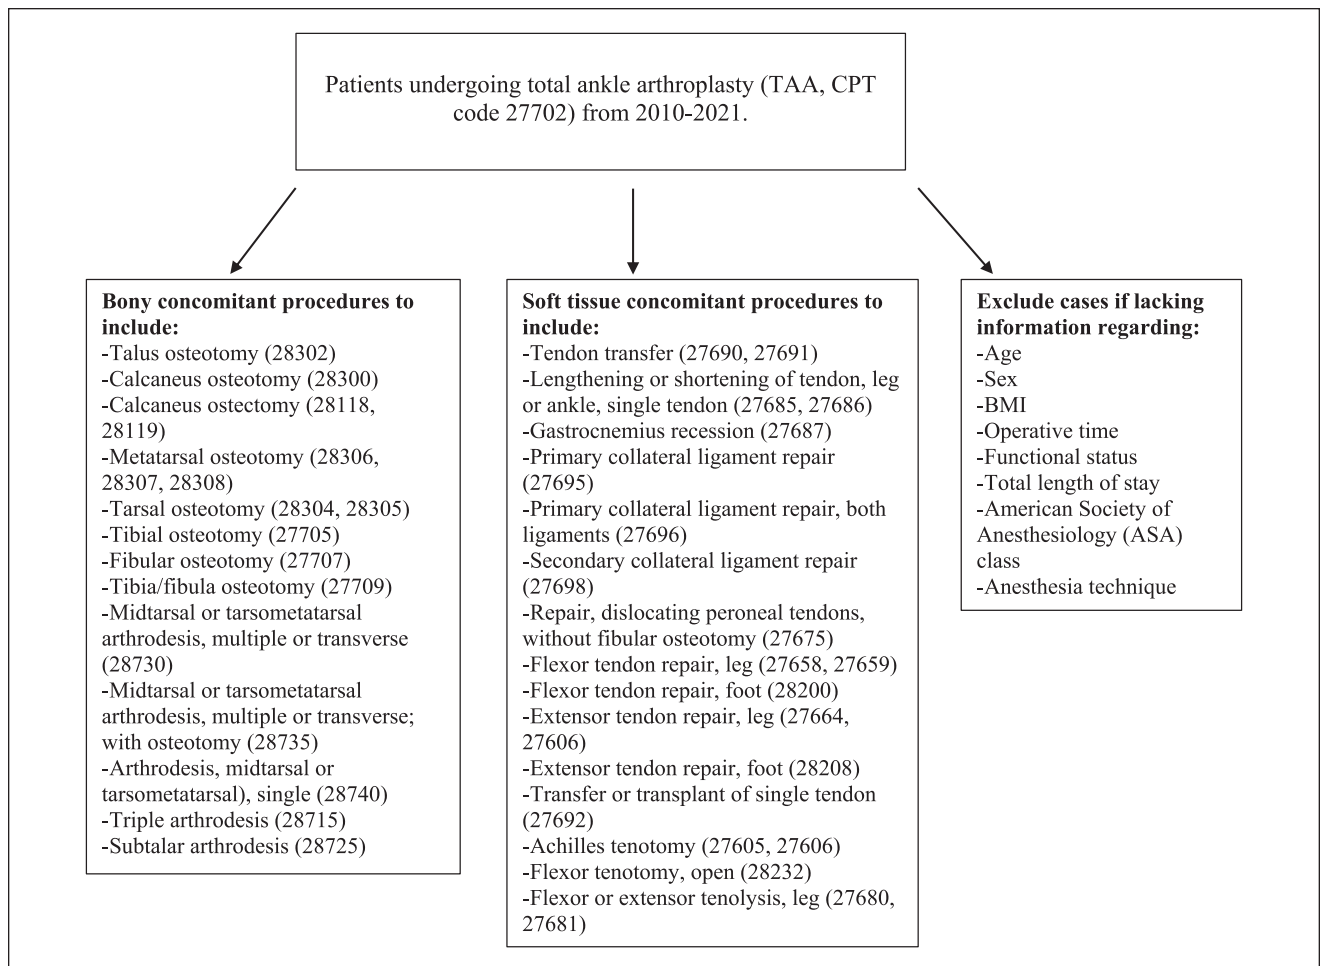 Patients undergoing total ankle arthroplasty (TAA, CPT
code 27702) from 2010-2021.
Bony concomitant procedures to
include:
-Talus osteotomy (28302)
-Calcaneus osteotomy (28300)
-Calcaneus ostectomy (28118,
28119)
-Metatarsal osteotomy (28306,
28307, 28308)
-Tarsal osteotomy (28304, 28305)
-Tibial osteotomy (27705)
-Fibular osteotomy (27707)
-Tibia/fibula osteotomy (27709)
-Midtarsal or tarsometatarsal
arthrodesis, multiple or transverse
(28730)
-Midtarsal or tarsometatarsal
arthrodesis, multiple or transverse;
with osteotomy (28735)
-Arthrodesis, midtarsal or
tarsometatarsal), single (28740)
-Triple arthrodesis (28715)
-Subtalar arthrodesis (28725)
Soft tissue concomitant procedures to
include:
-Tendon transfer (27690, 27691)
-Lengthening or shortening of tendon, leg
or ankle, single tendon (27685, 27686)
-Gastrocnemius recession (27687)
-Primary collateral ligament repair
(27695)
-Primary collateral ligament repair, both
ligaments (27696)
-Secondary collateral ligament repair
(27698)
-Repair, dislocating peroneal tendons,
without fibular osteotomy (27675)
-Flexor tendon repair, leg (27658, 27659)
-Flexor tendon repair, foot (28200)
-Extensor tendon repair, leg (27664,
27606)
-Extensor tendon repair, foot (28208)
-Transfer or transplant of single tendon
(27692)
-Achilles tenotomy (27605, 27606)
-Flexor tenotomy, open (28232)
-Flexor or extensor tenolysis, leg (27680,
27681)
Exclude cases if lacking
information regarding:
-Age
-Sex
-BMI
-Operative time
-Functional status
-Total length of stay
-American Society of
Anesthesiology (ASA)
class
-Anesthesia technique